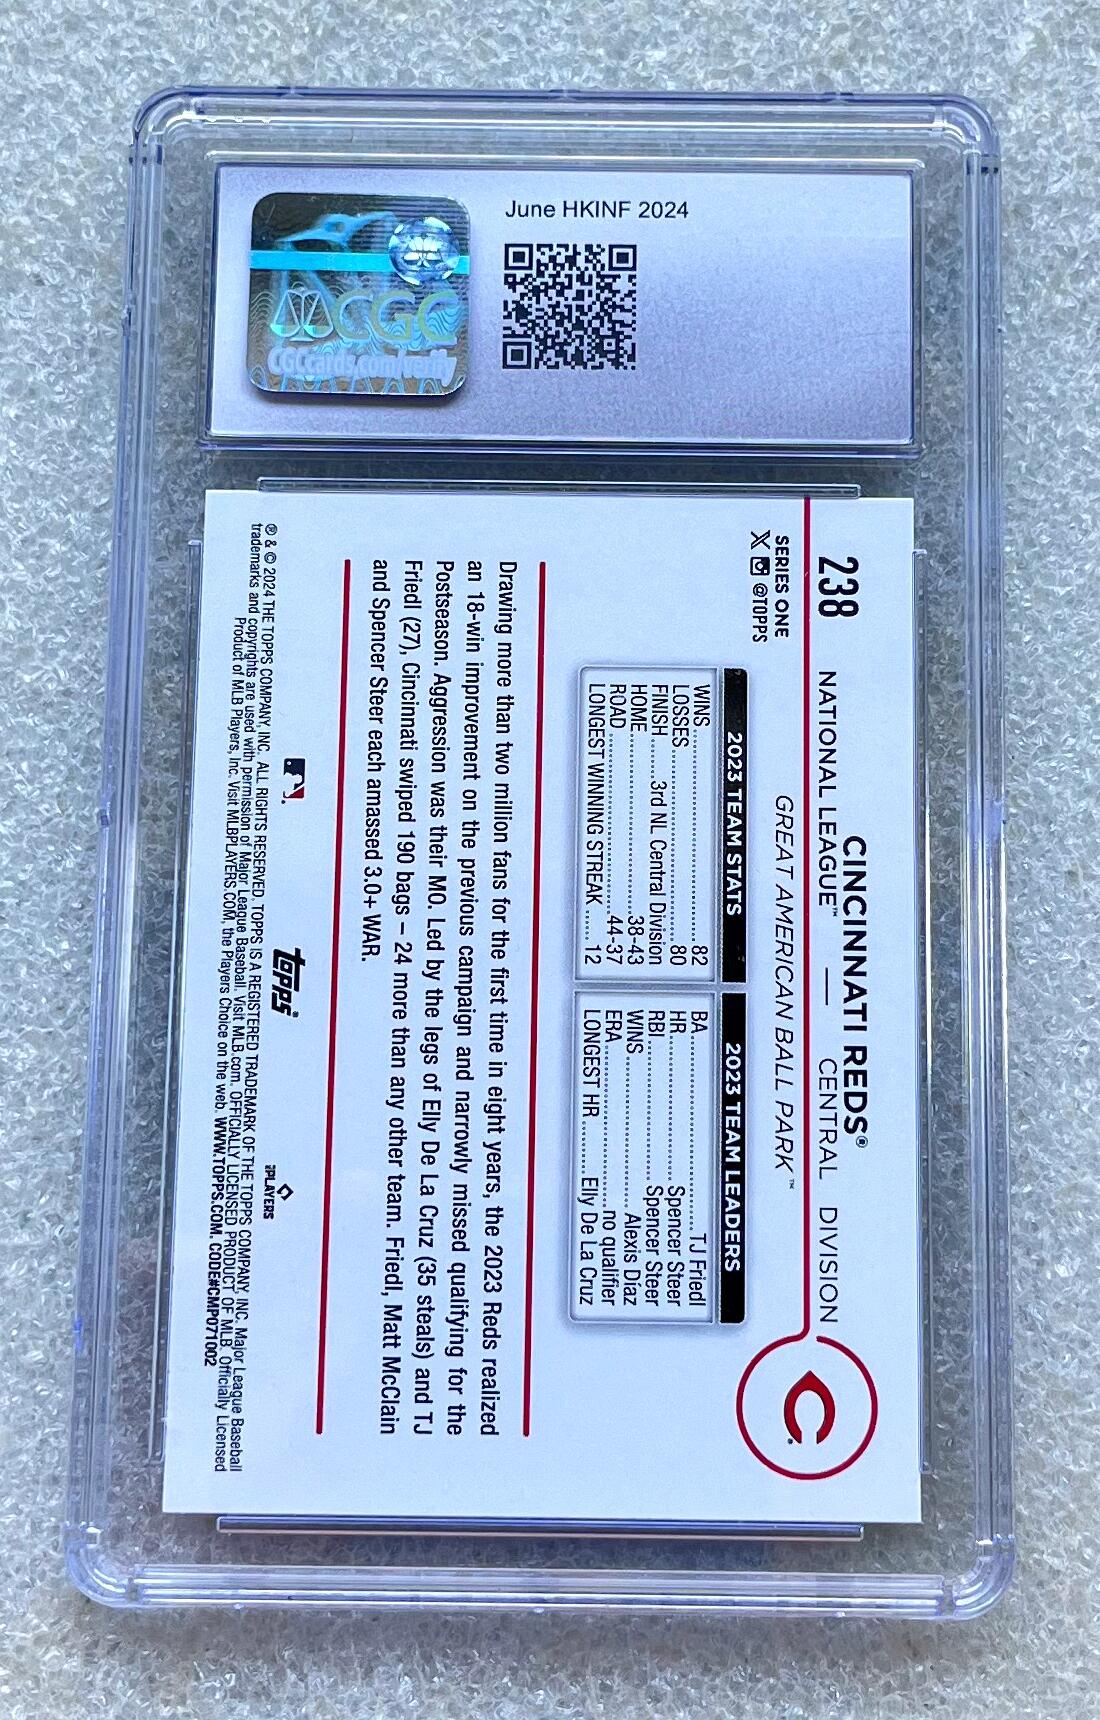 June HKINF 2024
CGC
CGCcards.com/verify
238
CINCINNATI REDS®
NATIONAL LEAGUE™ — CENTRAL DIVISION
GREAT AMERICAN BALL PARK™
SERIES ONE
@TOPPS
C
2023 TEAM STATS
WINS 82
LOSSES 80
FINISH 3rd NL Central Division
HOME 38-43
ROAD 44-37
LONGEST WINNING STREAK 12
2023 TEAM LEADERS
BA TJ Friedl
HR Spencer Steer
RBI Spencer Steer
WINS Alexis Díaz
ERA no qualifier
LONGEST HR Elly De La Cruz
Drawing more than two million fans for the first time in eight years, the 2023 Reds realized
an 18-win improvement on the previous campaign and narrowly missed qualifying for the
Postseason. Aggression was their MO. Led by the legs of Elly De La Cruz (35 steals) and TJ
Friedl (27), Cincinnati swiped 190 bags – 24 more than any other team. Friedl, Matt McClain
and Spencer Steer each amassed 3.0+ WAR.
topps®
PLAYERS
® & © 2024 THE TOPPS COMPANY, INC. ALL RIGHTS RESERVED. TOPPS IS A REGISTERED TRADEMARK OF THE TOPPS COMPANY, INC. Major League Baseball
trademarks and copyrights are used with permission of Major League Baseball. Visit MLB.com. OFFICIALLY LICENSED PRODUCT OF MLB. Officially Licensed
Product of MLB Players, Inc. Visit MLBPLAYERS.COM, the Players Choice on the web. WWW.TOPPS.COM. CODE#CMP071002